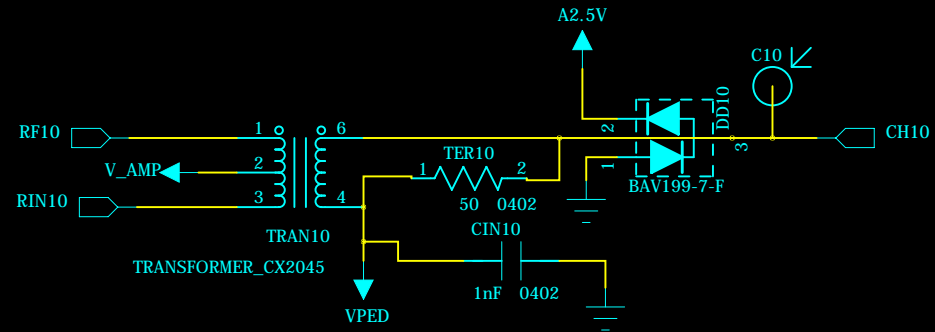 A2.5V
C10
DD10
RF10
1
6
2
3
CH10
TER10
V_AMP
2
1
2
1
BAV199-7-F
RIN10
3
4
50 0402
TRAN10
CIN10
TRANSFORMER_CX2045
1nF 0402
VPED